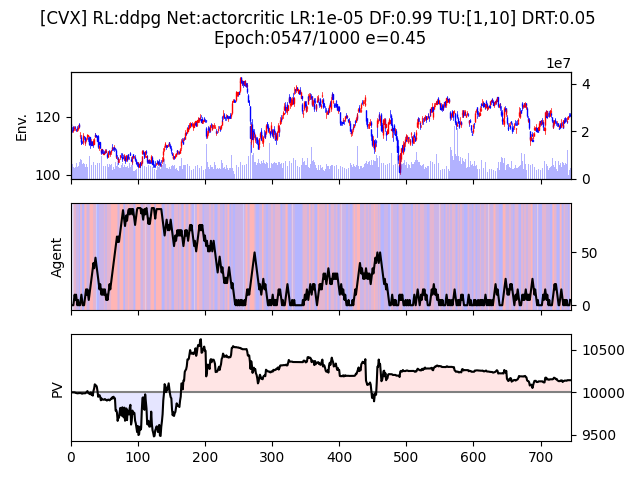 [CVX] RL:ddpg Net:actorcritic LR:1e-05 DF:0.99 TU:[1,10] DRT:0.05
Epoch:0547/1000 e=0.45
1e7
Env.
120
100
4
2
0
Agent
50
0
PV
10500
10000
9500
0 100 200 300 400 500 600 700